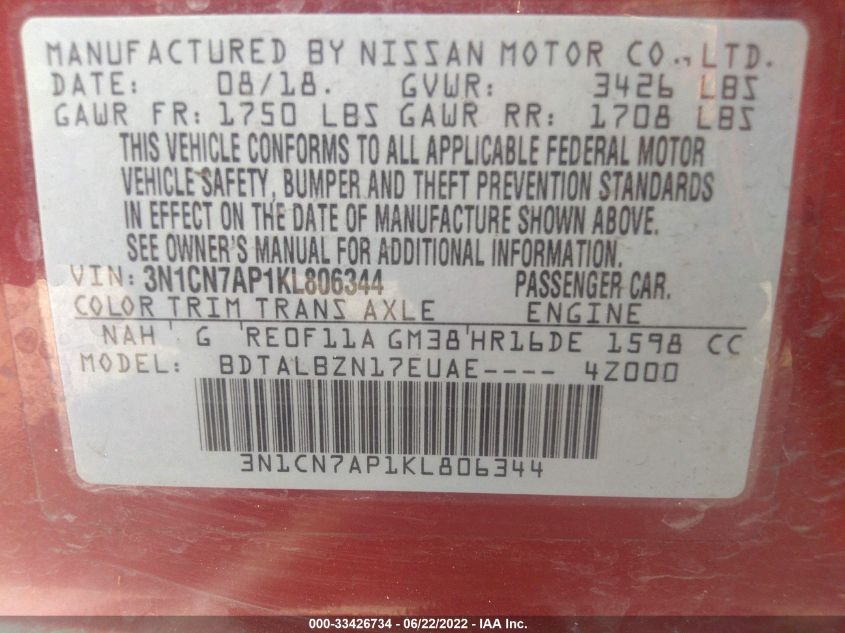 MANUFACTURED BY NISSAN MOTOR CO., LTD.
DATE: 08/18. GVWR: 3426 LBS
GAWR FR: 1750 LBS GAWR RR: 1708 LBS
THIS VEHICLE CONFORMS TO ALL APPLICABLE FEDERAL MOTOR
VEHICLE SAFETY, BUMPER AND THEFT PREVENTION STANDARDS
IN EFFECT ON THE DATE OF MANUFACTURE SHOWN ABOVE.
SEE OWNER'S MANUAL FOR ADDITIONAL INFORMATION.
VIN: 3N1CN7AP1KL806344 PASSENGER CAR.
COLOR TRIM TRANS AXLE ENGINE
NAH ' G 'RE0F11A GM38'HR16DE 1598 CC
MODEL: BDTALBZN17EUAE---- 4Z000
3N1CN7AP1KL806344
000-33426734 - 06/22/2022 - IAA Inc.